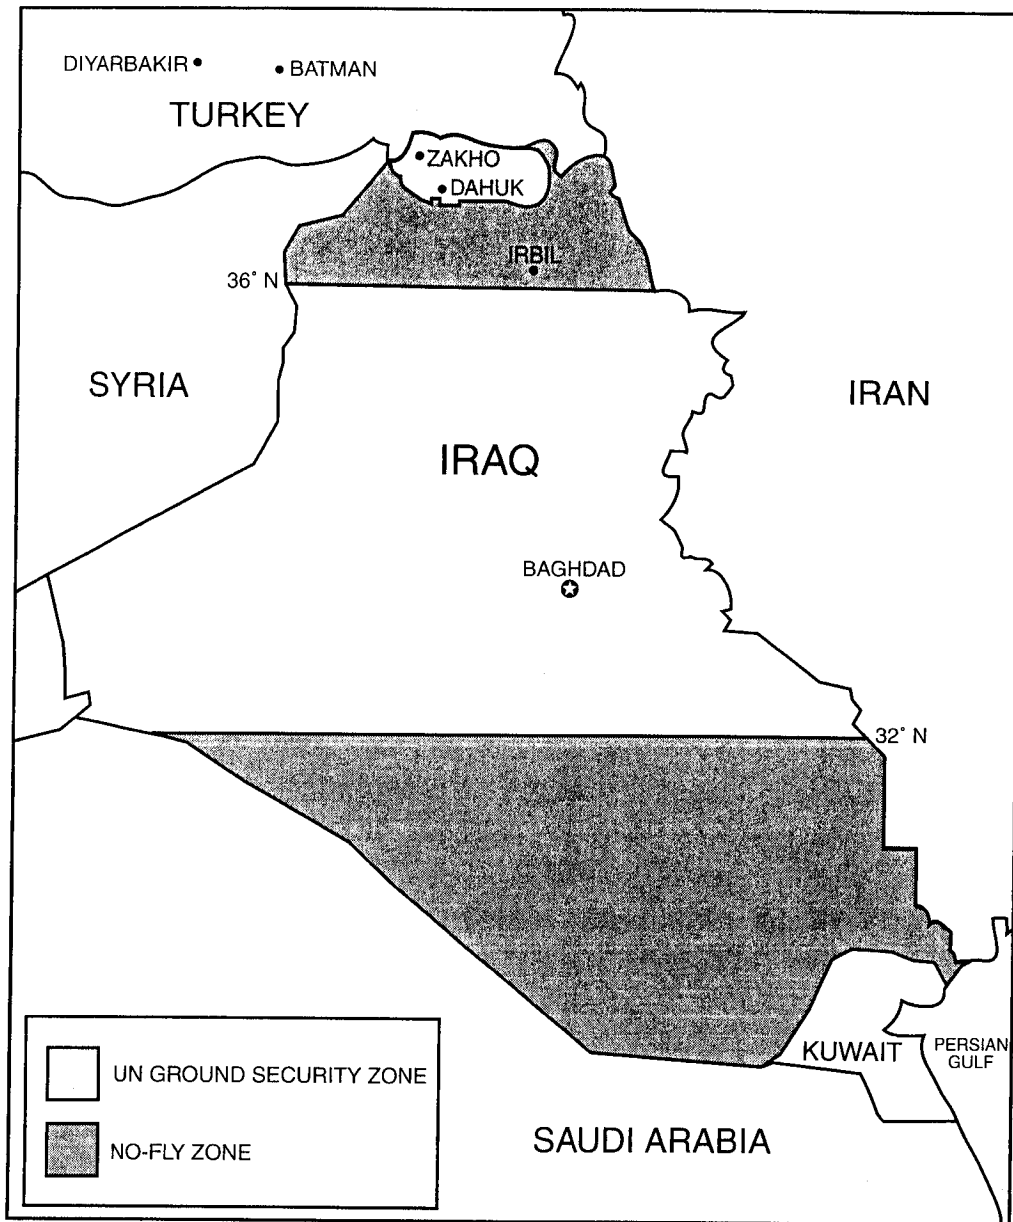 DIYARBAKIR
BATMAN
TURKEY
ZAKHO
DAHUK
IRBIL
36° N
SYRIA
IRAN
IRAQ
BAGHDAD
32° N
UN GROUND SECURITY ZONE
NO-FLY ZONE
KUWAIT
PERSIAN
GULF
SAUDI ARABIA